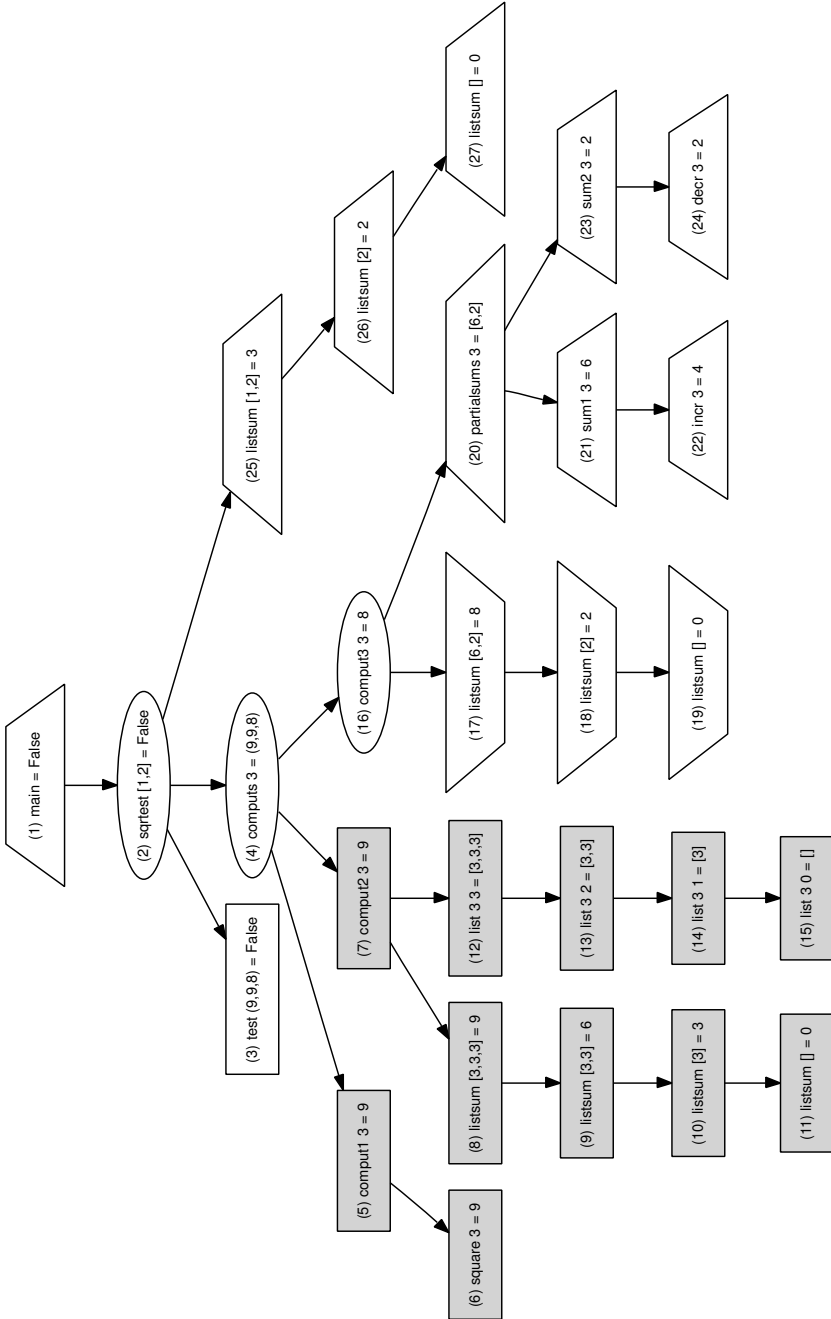 (1) main = False
(2) sqrtest [1,2] = False
(3) test (9,9,8) = False
(4) computs 3 = (9,9,8)
(5) comput1 3 = 9
(6) square 3 = 9
(7) comput2 3 = 9
(8) listsum [3,3,3] = 9
(9) listsum [3,3] = 6
(10) listsum [3] = 3
(11) listsum [] = 0
(12) list 3 3 = [3,3,3]
(13) list 3 2 = [3,3]
(14) list 3 1 = [3]
(15) list 3 0 = []
(16) comput3 3 = 8
(17) listsum [6,2] = 8
(18) listsum [2] = 2
(19) listsum [] = 0
(20) partialsums 3 = [6,2]
(21) sum1 3 = 6
(22) incr 3 = 4
(23) sum2 3 = 2
(24) decr 3 = 2
(25) listsum [1,2] = 3
(26) listsum [2] = 2
(27) listsum [] = 0